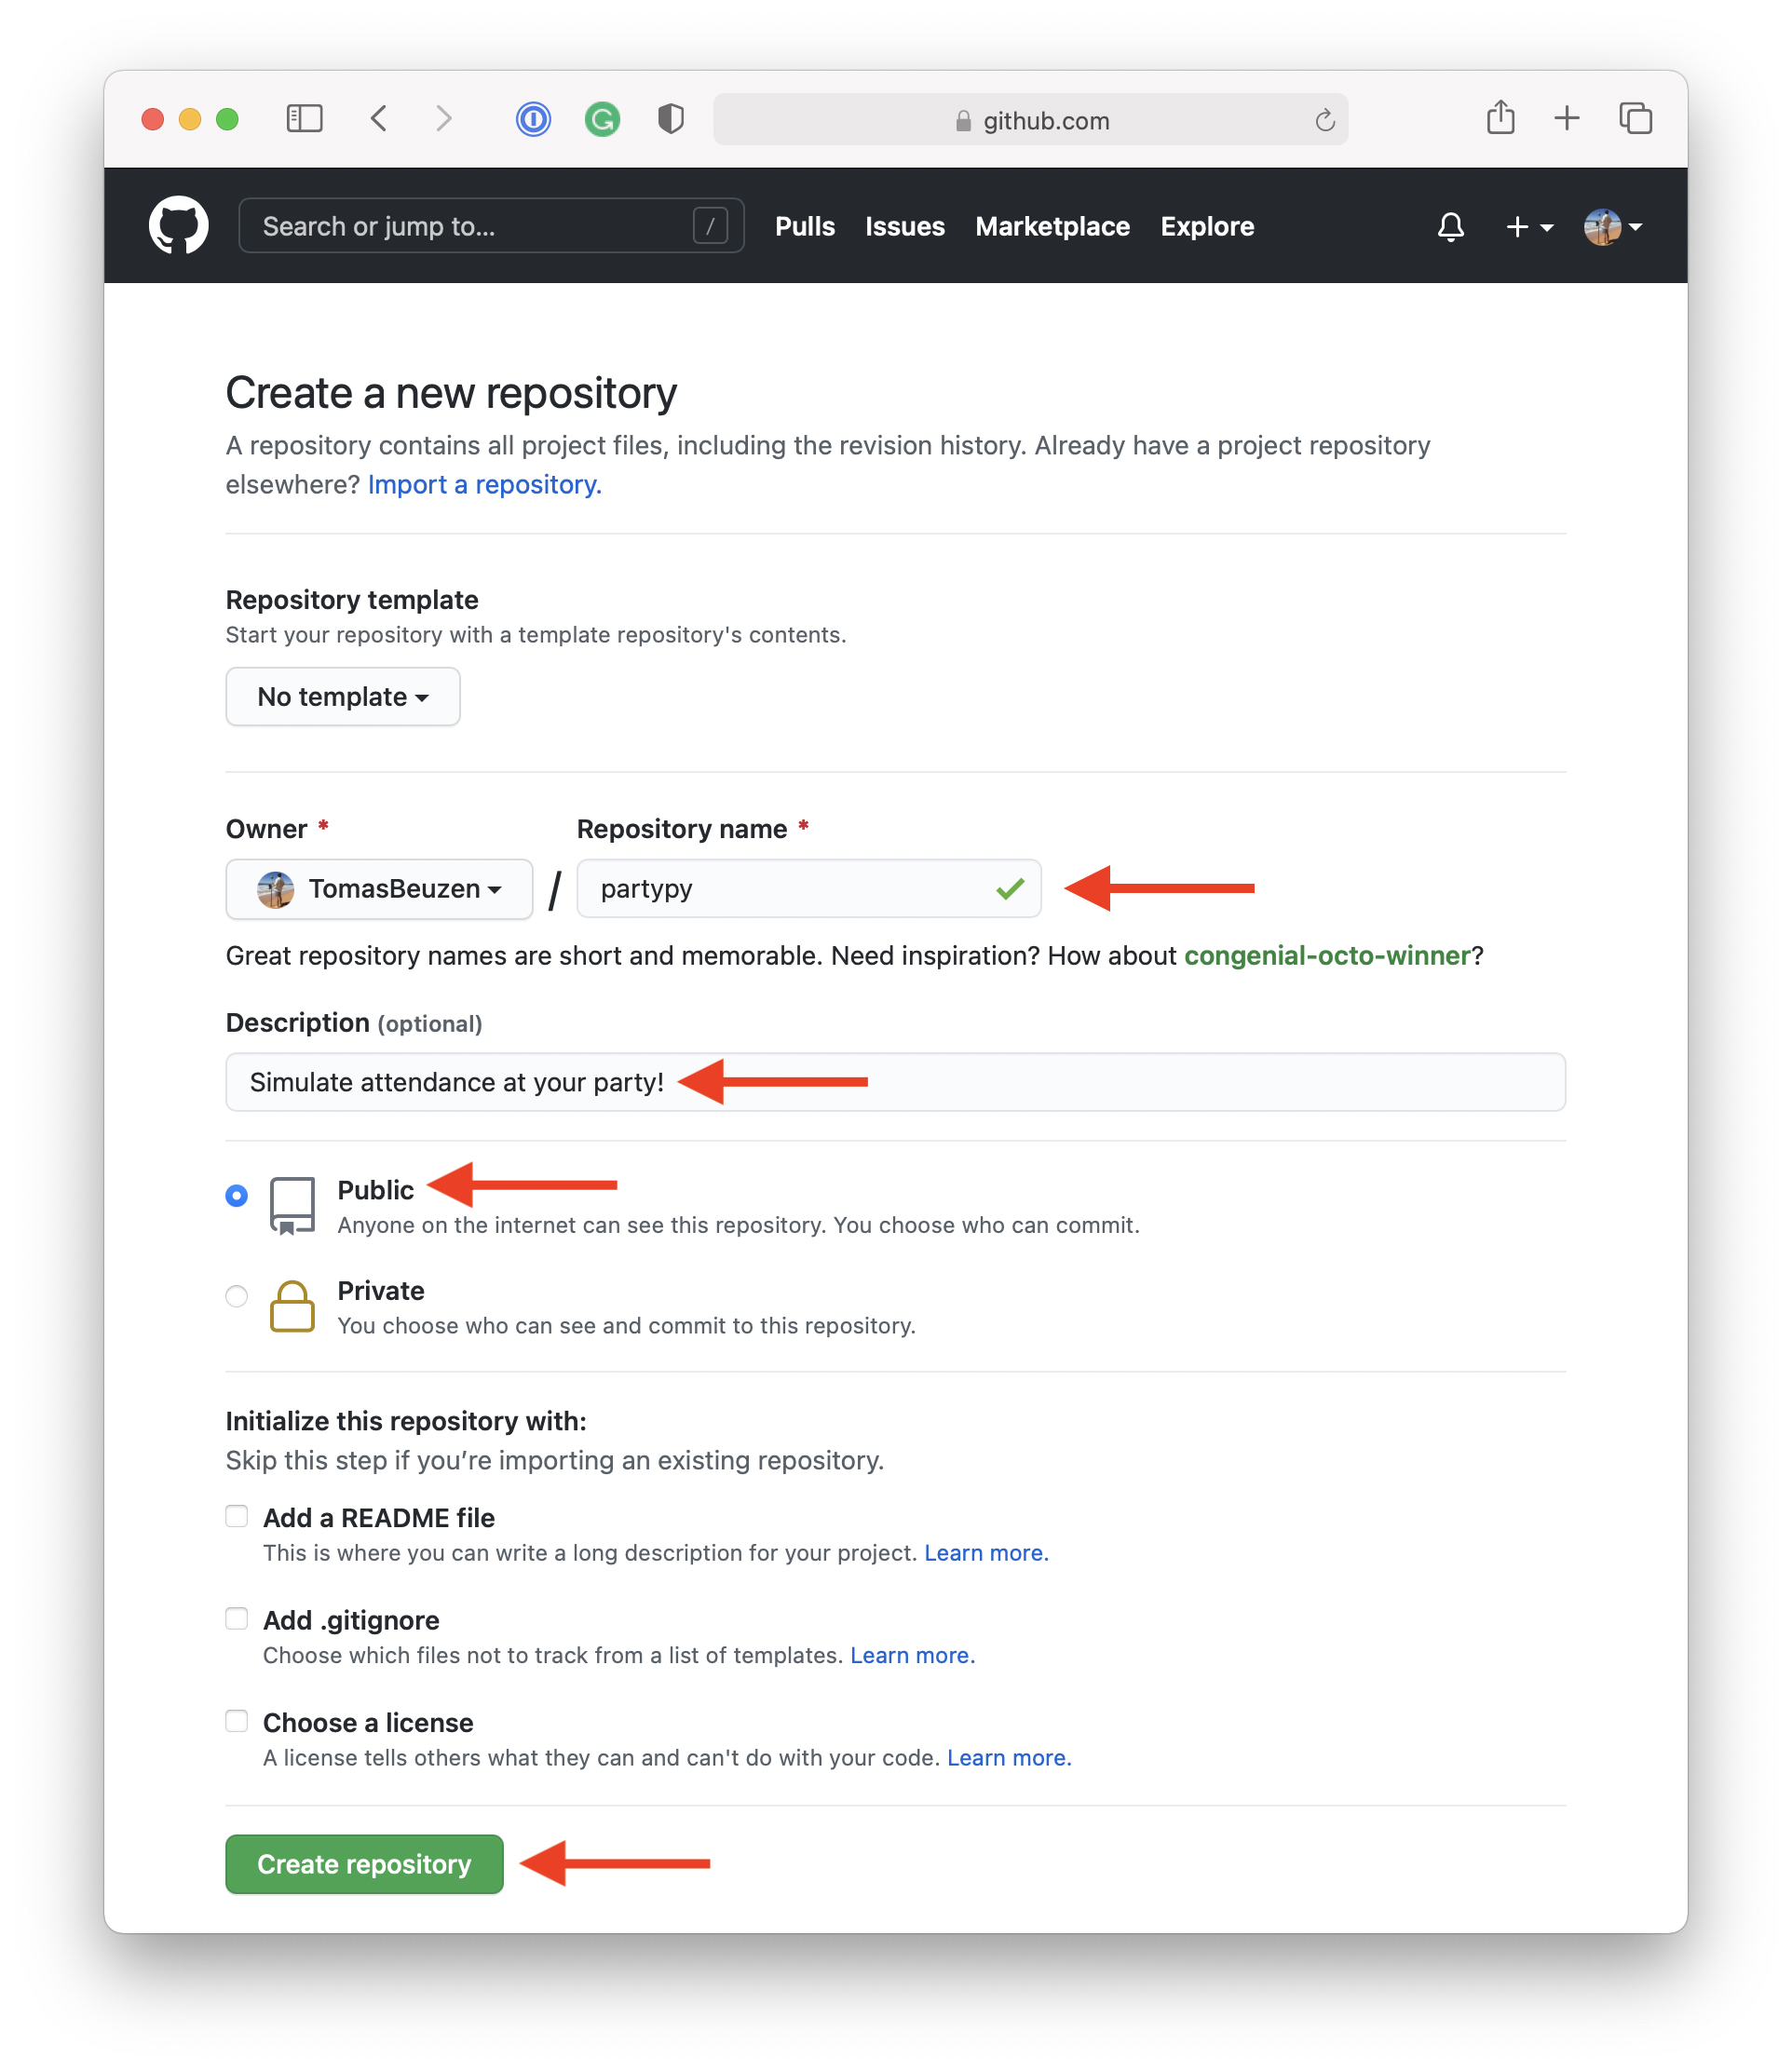 github.com
Search or jump to... /
Pulls Issues Marketplace Explore
Create a new repository
A repository contains all project files, including the revision history. Already have a project repository
elsewhere? Import a repository.
Repository template
Start your repository with a template repository's contents.
No template
Owner * Repository name *
TomasBeuzen / partypy
Great repository names are short and memorable. Need inspiration? How about congenial-octo-winner?
Description (optional)
Simulate attendance at your party!
Public
Anyone on the internet can see this repository. You choose who can commit.
Private
You choose who can see and commit to this repository.
Initialize this repository with:
Skip this step if you’re importing an existing repository.
Add a README file
This is where you can write a long description for your project. Learn more.
Add .gitignore
Choose which files not to track from a list of templates. Learn more.
Choose a license
A license tells others what they can and can't do with your code. Learn more.
Create repository